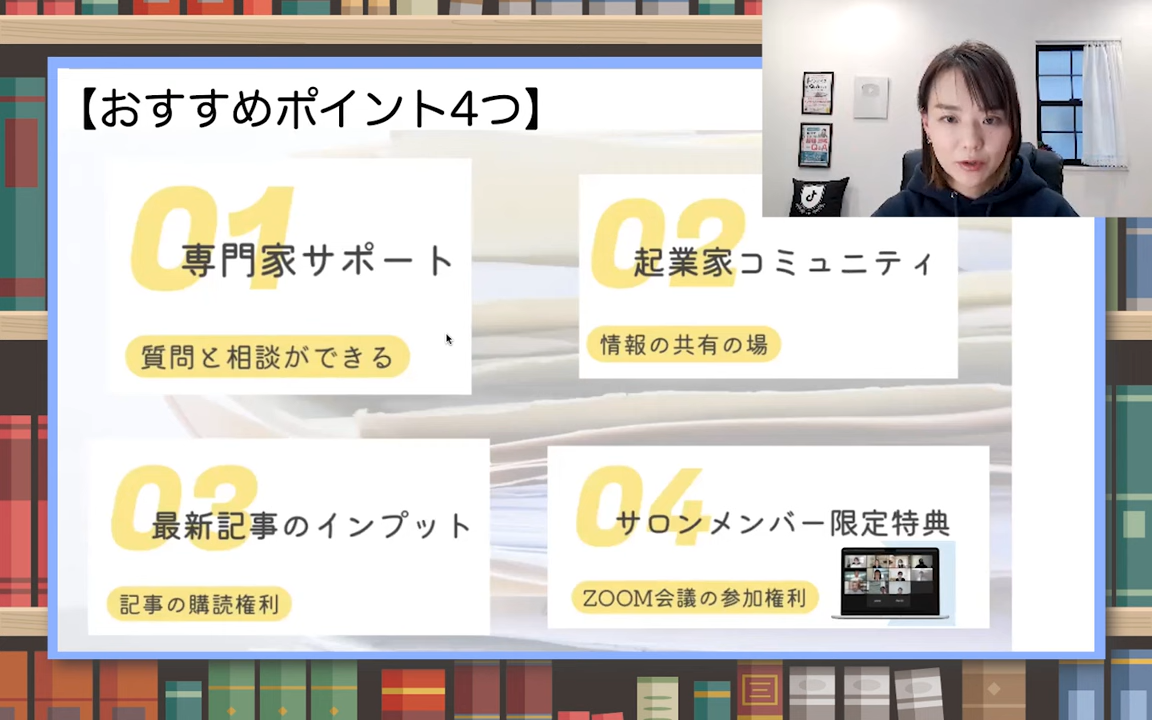 【おすすめポイント4つ】
01
専門家サポート
質問と相談ができる
02
起業家コミュニティ
情報の共有の場
03
最新記事のインプット
記事の購読権利
04
サロンメンバー限定特典
ZOOM会議の参加権利